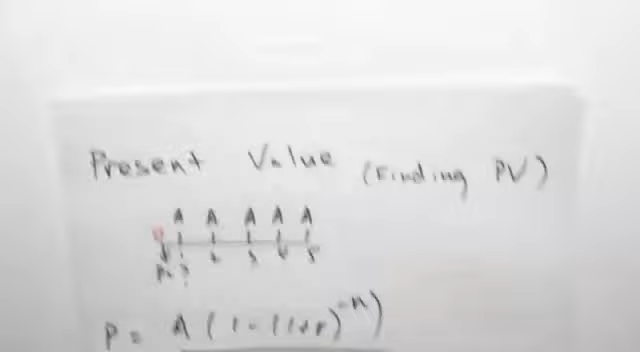 Present Value (Finding PV)
A A A A A
1 2 3 4 5
P = A (1-(1+r)^-n)